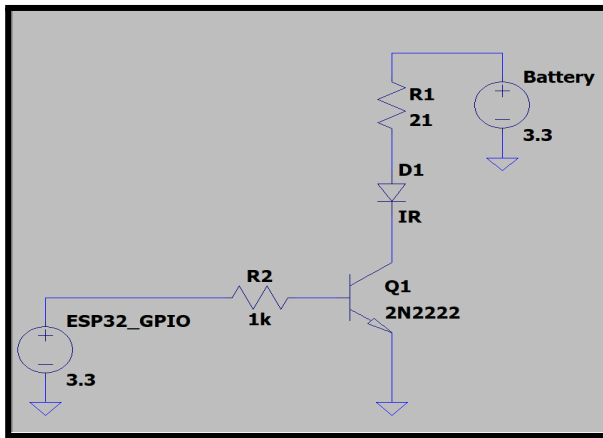 Battery
R1
21
3.3
D1
IR
R2
1k
Q1
2N2222
ESP32_GPIO
3.3